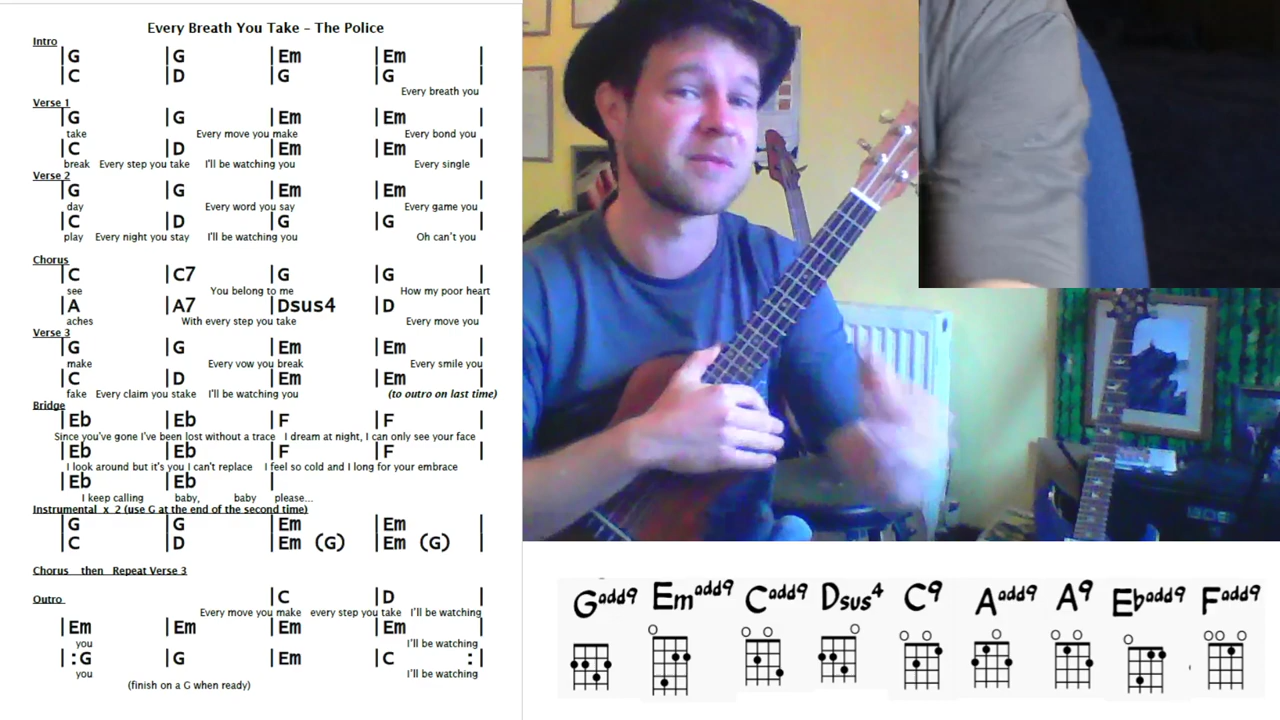 Every Breath You Take – The Police
Intro
|G |G |Em |Em |
|C |D |G |G |
Every breath you
Verse 1
|G |G |Em |Em |
take Every move you make Every bond you
|C |D |Em |Em |
break Every step you take I'll be watching you Every single
Verse 2
|G |G |Em |Em |
day Every word you say Every game you
|C |D |G |G |
play Every night you stay I'll be watching you Oh can't you
Chorus
|C |C7 |G |G |
see You belong to me How my poor heart
|A |A7 |Dsus4 |D |
aches With every step you take Every move you
Verse 3
|G |G |Em |Em |
make Every vow you break Every smile you
|C |D |Em |Em |
fake Every claim you stake I'll be watching you (to outro on last time)
Bridge
|Eb |Eb |F |F |
Since you've gone I've been lost without a trace I dream at night, I can only see your face
|Eb |Eb |F |F |
I look around but it's you I can't replace I feel so cold and I long for your embrace
|Eb |Eb |
I keep calling baby, baby please...
Instrumental x 2 (use G at the end of the second time)
|G |G |Em |Em |
|C |D |Em (G) |Em (G) |
Chorus then Repeat Verse 3
Outro |C |D |
Every move you make every step you take I'll be watching
|Em |Em |Em |Em |
you I'll be watching
|:G |G |Em |C :|
you I'll be watching
(finish on a G when ready)
Gadd9 Emadd9 Cadd9 Dsus4 C9 Aadd9 A9 Ebadd9 Fadd9